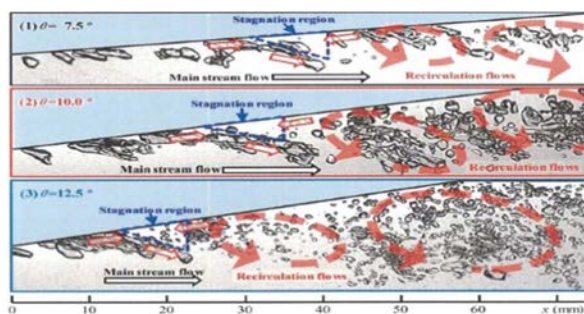 (1) θ= 7.5°
Stagnation region
Main stream flow
Recirculation flows
(2) θ=10.0°
Stagnation region
Main stream flow
Recirculation flows
(3) θ=12.5°
Stagnation region
Main stream flow
Recirculation flows
0 10 20 30 40 50 60 x (mm)